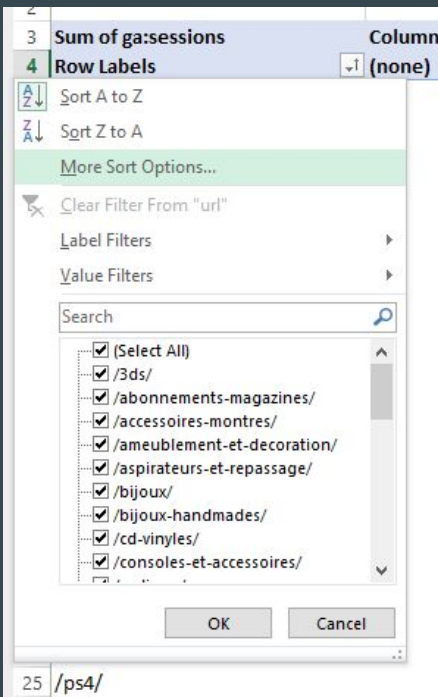 2
3 Sum of ga:sessions Column
4 Row Labels (none)
Sort A to Z
Sort Z to A
More Sort Options...
Clear Filter From "url"
Label Filters
Value Filters
Search
(Select All)
/3ds/
/abonnements-magazines/
/accessoires-montres/
/ameublement-et-decoration/
/aspirateurs-et-repassage/
/bijoux/
/bijoux-handmades/
/cd-vinyles/
/consoles-et-accessoires/
OK Cancel
25 /ps4/